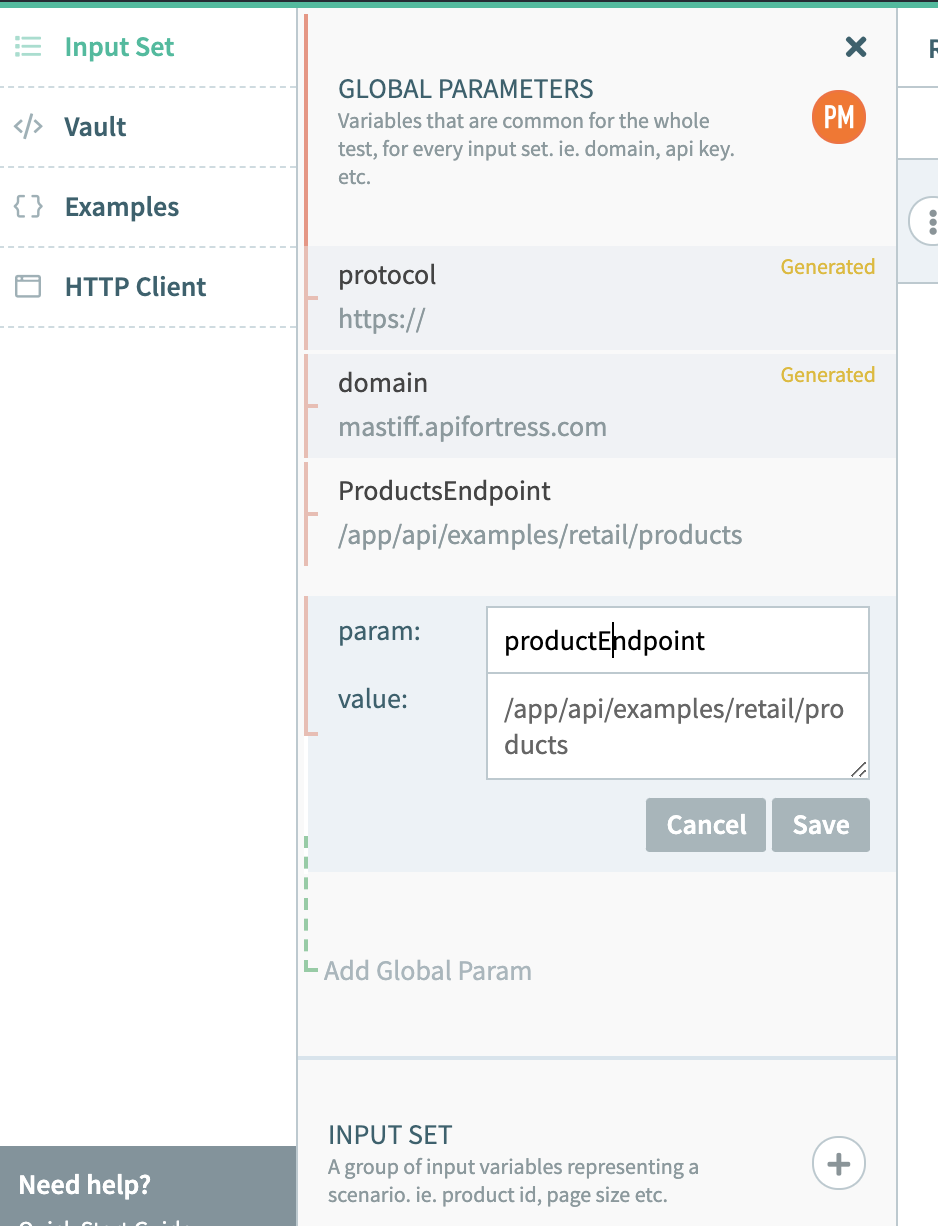 Input Set
Vault
Examples
HTTP Client
GLOBAL PARAMETERS
Variables that are common for the whole
test, for every input set. ie. domain, api key.
etc.
PM
protocol
Generated
https://
domain
Generated
mastiff.apifortress.com
ProductsEndpoint
/app/api/examples/retail/products
param:
productEndpoint
value:
/app/api/examples/retail/pro
ducts
Cancel
Save
Add Global Param
INPUT SET
A group of input variables representing a
scenario. ie. product id, page size etc.
Need help?